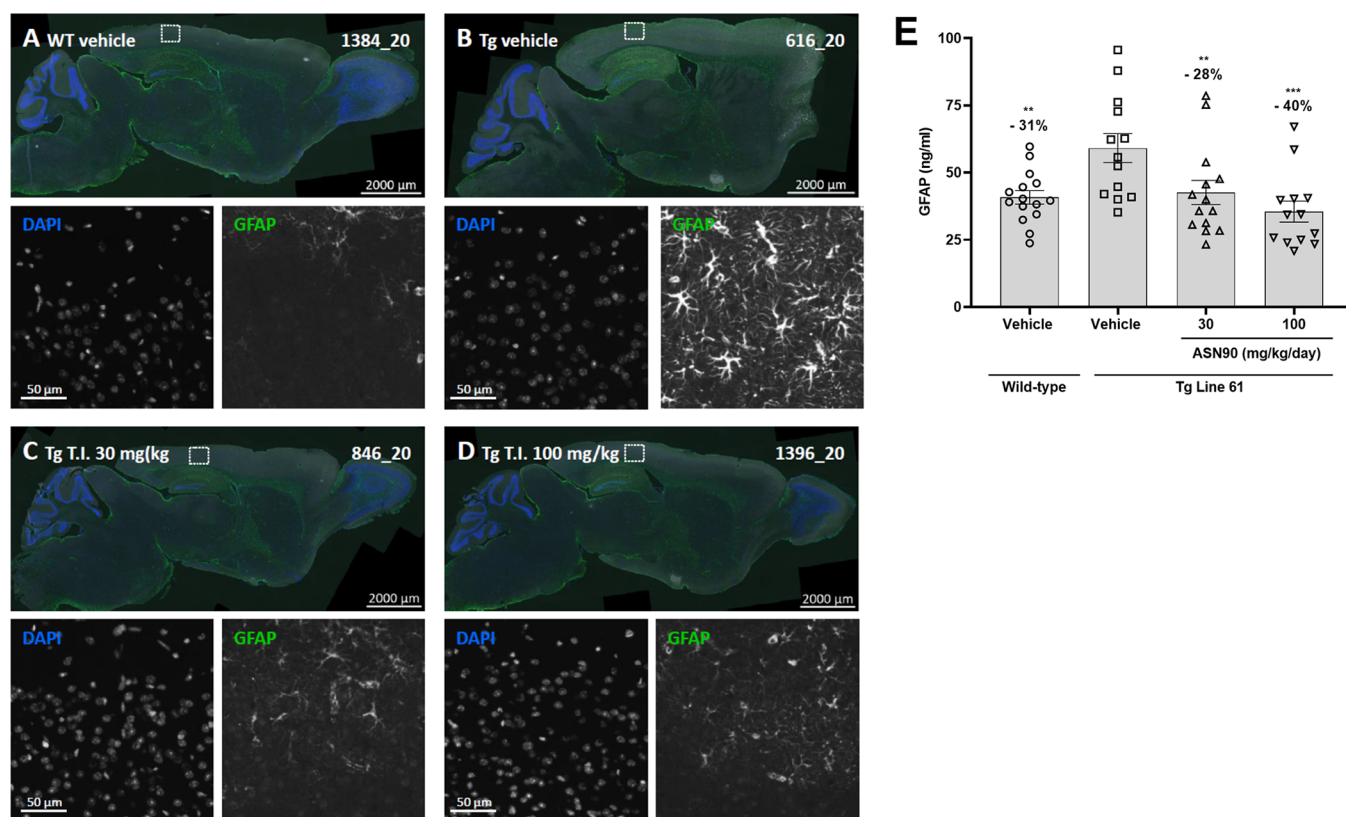 A WT vehicle 1384_20
2000 µm
DAPI GFAP
50 µm
B Tg vehicle 616_20
2000 µm
DAPI GFAP
50 µm
C Tg T.I. 30 mg(kg 846_20
2000 µm
DAPI GFAP
50 µm
D Tg T.I. 100 mg/kg 1396_20
2000 µm
DAPI GFAP
50 µm
E
GFAP (ng/ml)
100
75
50
25
0
**
- 31%
**
- 28%
***
- 40%
Vehicle Vehicle 30 100
ASN90 (mg/kg/day)
Wild-type Tg Line 61